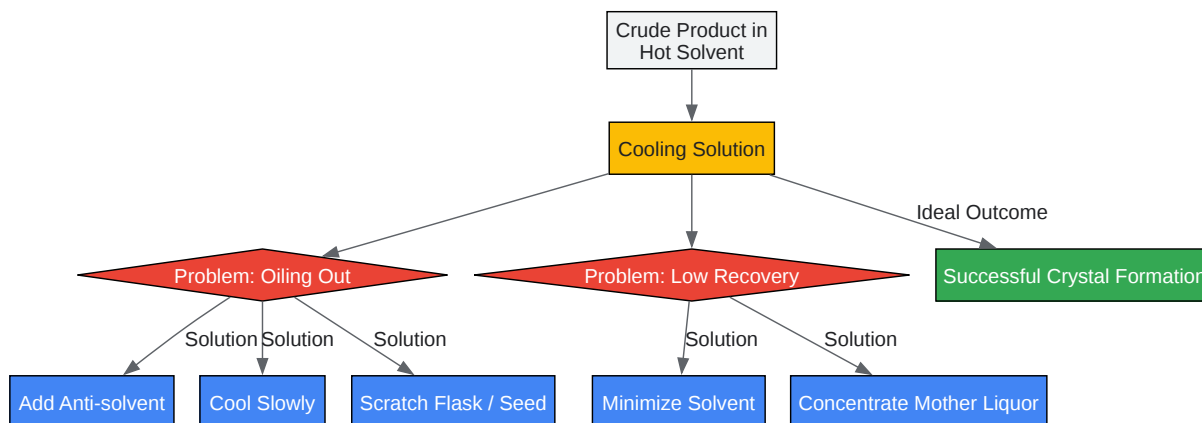 Crude Product in
Hot Solvent
Cooling Solution
Ideal Outcome
Problem: Oiling Out
Problem: Low Recovery
Successful Crystal Formation
Solution
Solution
Solution
Solution
Solution
Add Anti-solvent
Cool Slowly
Scratch Flask / Seed
Minimize Solvent
Concentrate Mother Liquor